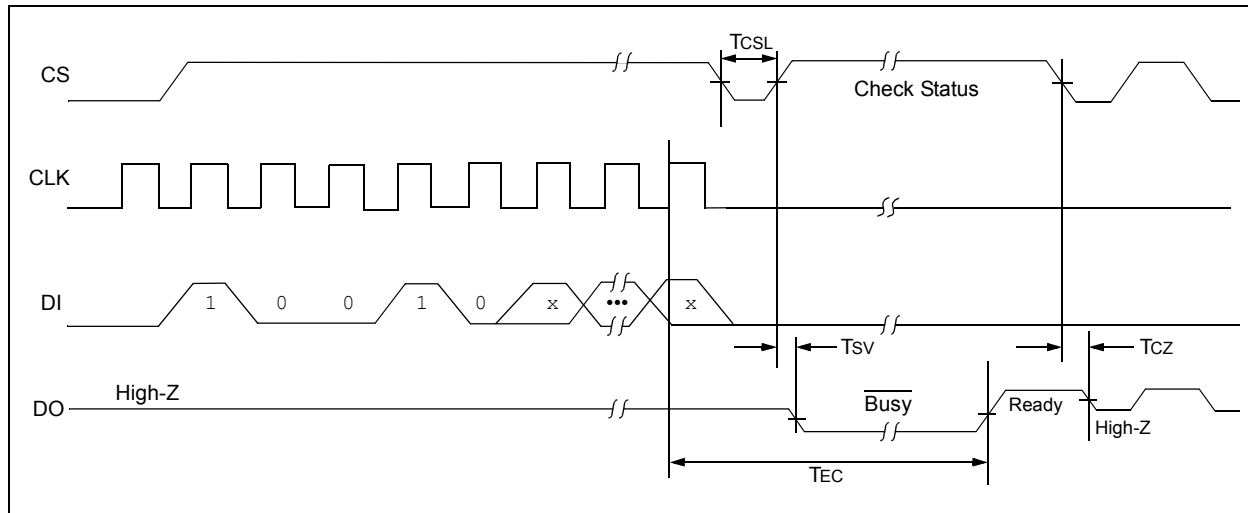 TCSL
CS
Check Status
CLK
DI
1 0 0 1 0 x ••• x
TSV
TCZ
High-Z
DO
Busy
Ready
High-Z
TEC